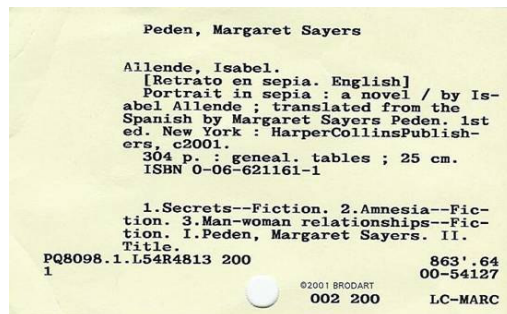 Peden, Margaret Sayers
Allende, Isabel.
[Retrato en sepia. English]
Portrait in sepia : a novel / by Is-
abel Allende ; translated from the
Spanish by Margaret Sayers Peden. 1st
ed. New York : HarperCollinsPublish-
ers, c2001.
304 p. : geneal. tables ; 25 cm.
ISBN 0-06-621161-1
1.Secrets--Fiction. 2.Amnesia--Fic-
tion. 3.Man-woman relationships--Fic-
tion. I.Peden, Margaret Sayers. II.
Title.
PQ8098.1.L54R4813 200 863'.64
1 00-54127
©2001 BRODART
002 200 LC-MARC